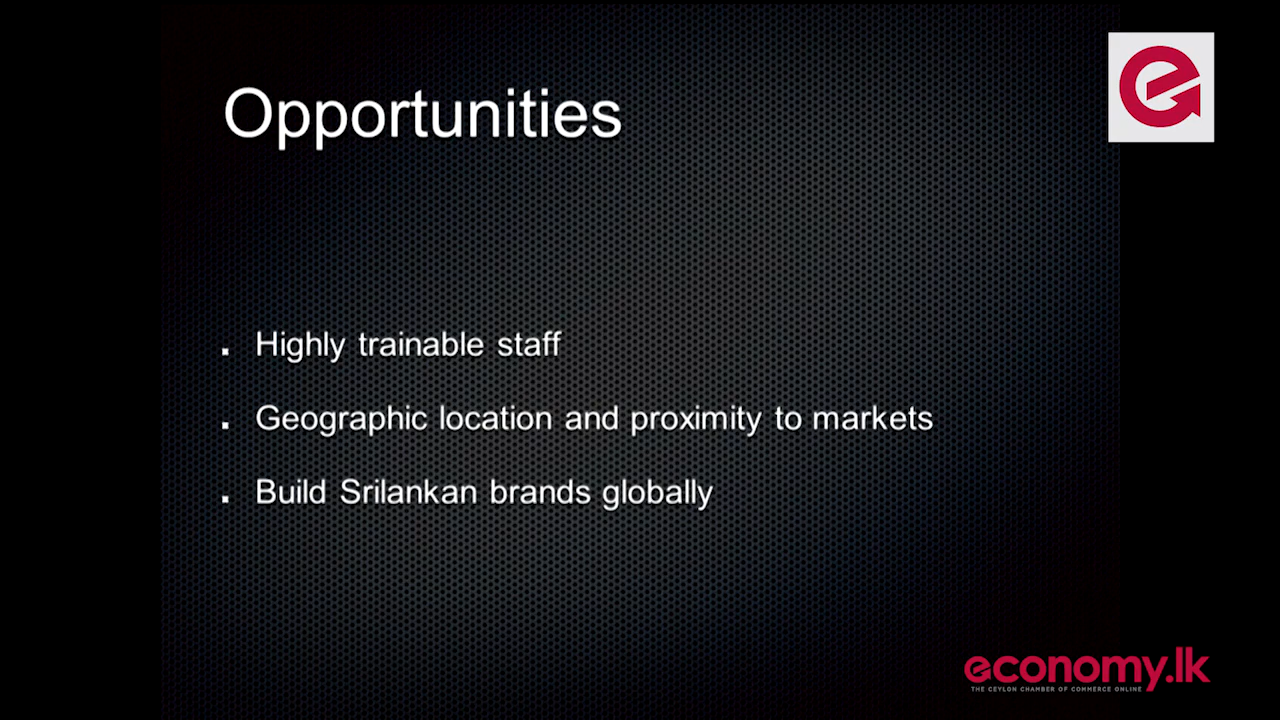 Opportunities
Highly trainable staff
Geographic location and proximity to markets
Build Srilankan brands globally
economy.lk
THE CEYLON CHAMBER OF COMMERCE ONLINE